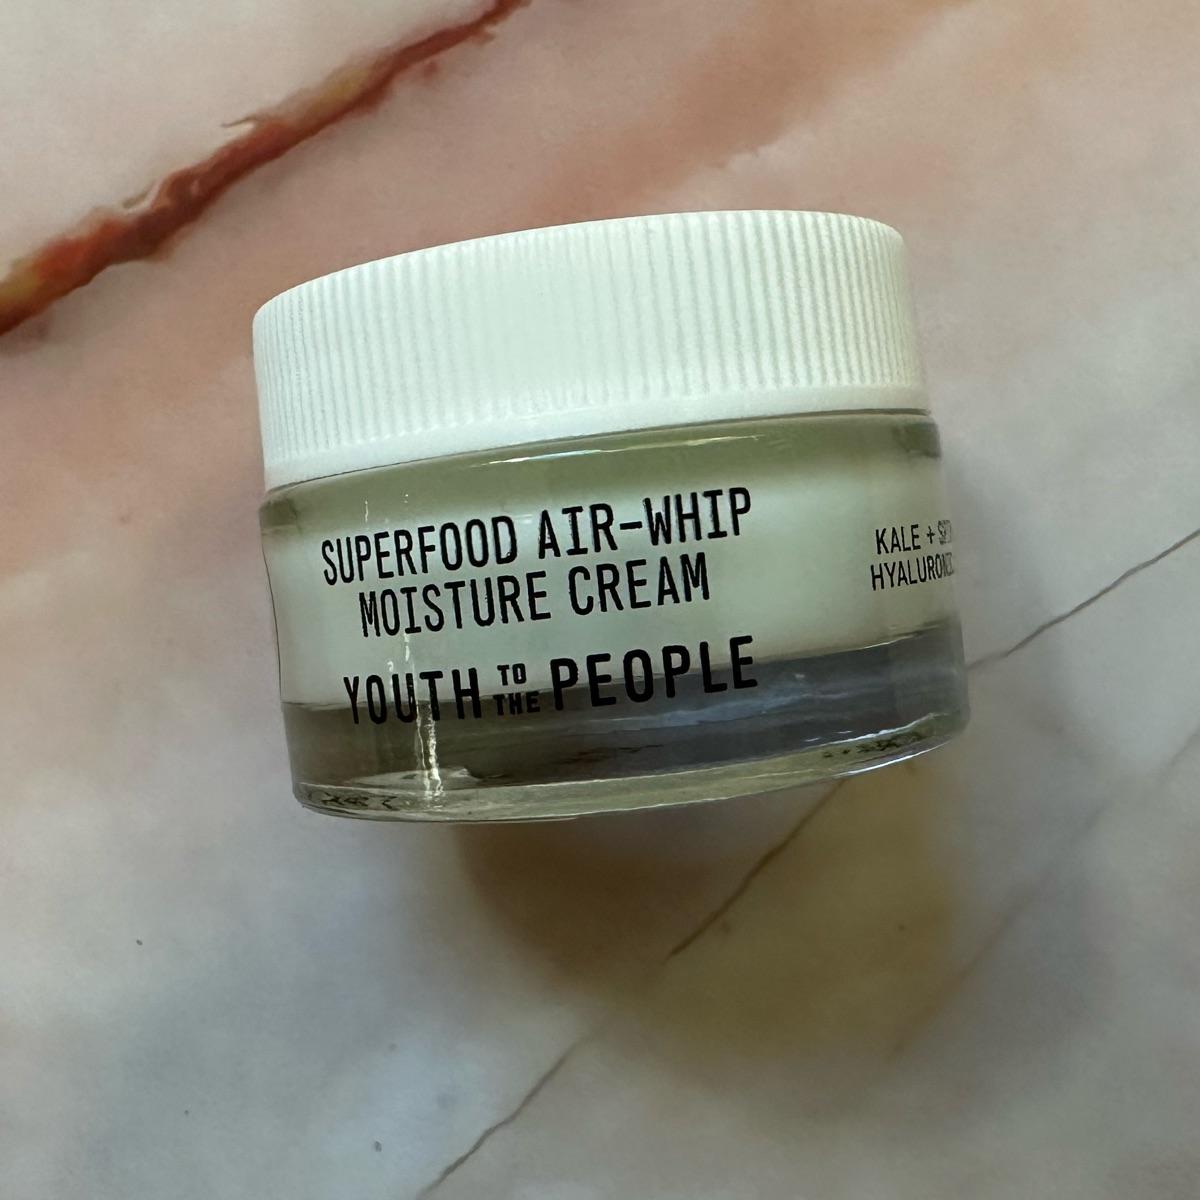 SUPERFOOD AIR-WHIP
MOISTURE CREAM
YOUTH TO THE PEOPLE
KALE +